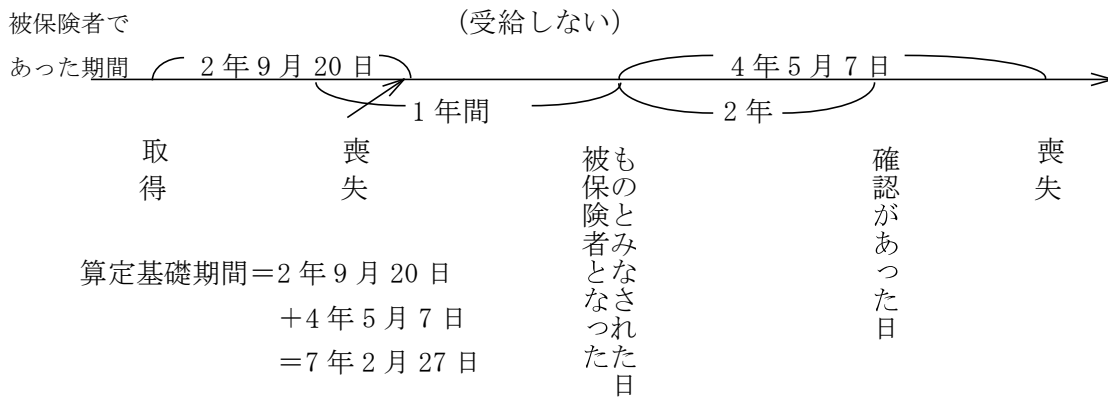 被保険者で
あった期間
(受給しない)
2年9月20日
4年5月7日
1年間
2年
取得
喪失
被保険者となった
ものとみなされた日
確認があった日
喪失
算定基礎期間＝2年9月20日
＋4年5月7日
＝7年2月27日